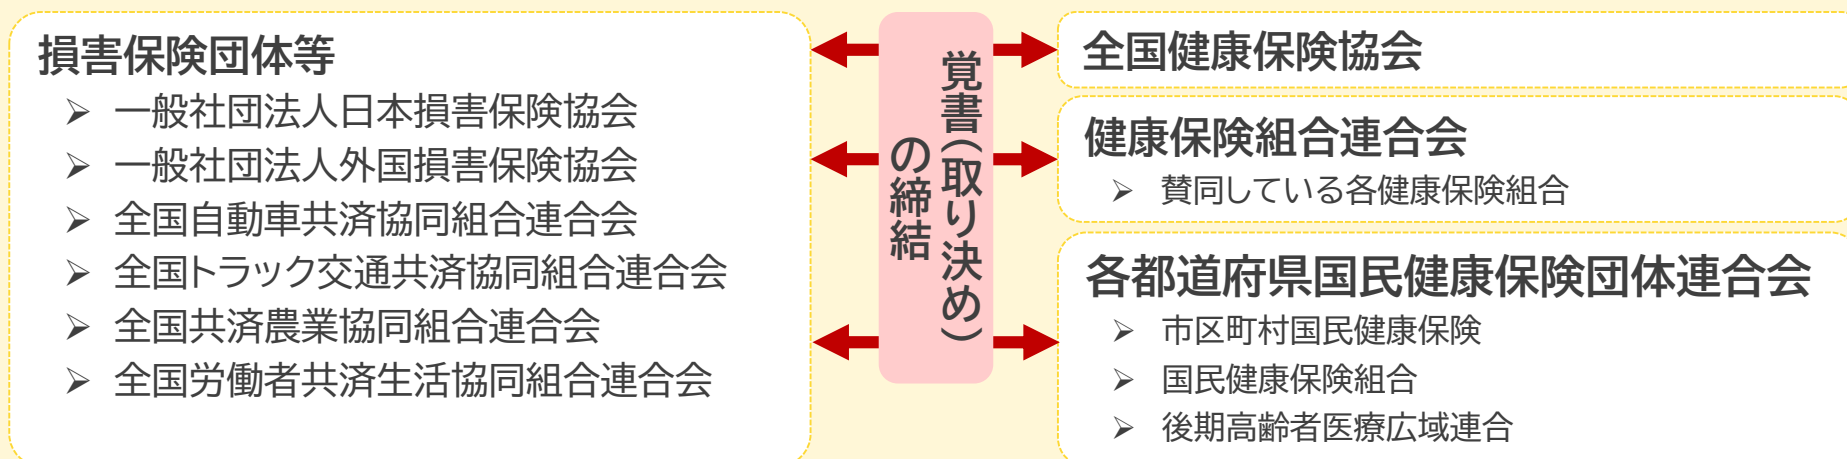 損害保険団体等
➢ 一般社団法人日本損害保険協会
➢ 一般社団法人外国損害保険協会
➢ 全国自動車共済協同組合連合会
➢ 全国トラック交通共済協同組合連合会
➢ 全国共済農業協同組合連合会
➢ 全国労働者共済生活協同組合連合会
覚書(取り決め)
の締結
全国健康保険協会
健康保険組合連合会
➢ 賛同している各健康保険組合
各都道府県国民健康保険団体連合会
➢ 市区町村国民健康保険
➢ 国民健康保険組合
➢ 後期高齢者医療広域連合